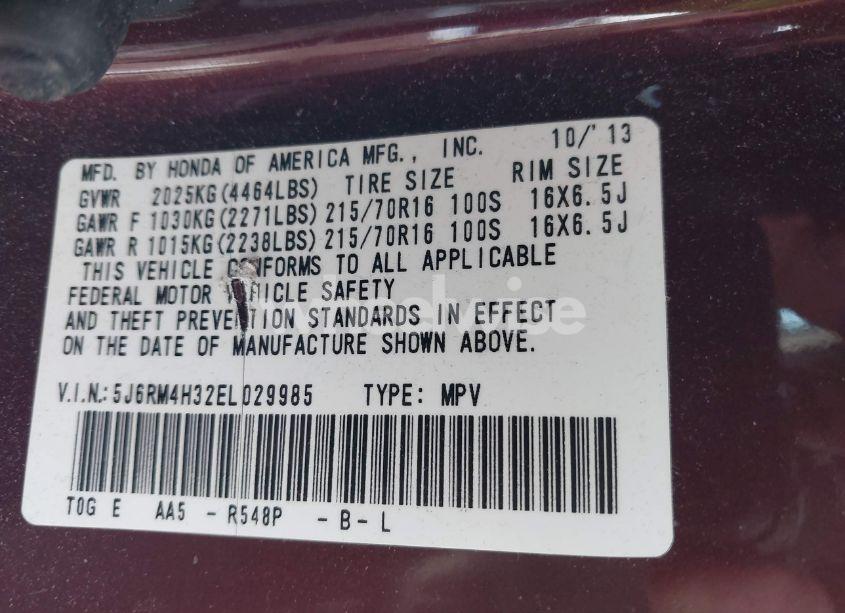 MFD. BY HONDA OF AMERICA MFG., INC. 10/'13
GVWR 2025KG(4464LBS) TIRE SIZE RIM SIZE
GAWR F 1030KG(2271LBS) 215/70R16 100S 16X6.5J
GAWR R 1015KG(2238LBS) 215/70R16 100S 16X6.5J
THIS VEHICLE CONFORMS TO ALL APPLICABLE
FEDERAL MOTOR VEHICLE SAFETY
AND THEFT PREVENTION STANDARDS IN EFFECT
ON THE DATE OF MANUFACTURE SHOWN ABOVE.
V.I.N.: 5J6RM4H32EL029985 TYPE: MPV
TOG E AA5 - R548P - B - L